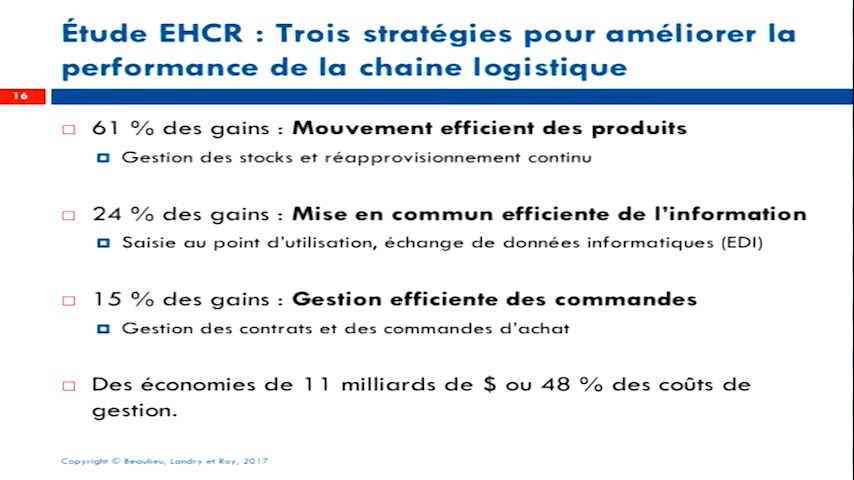 Étude EHCR : Trois stratégies pour améliorer la
performance de la chaine logistique
16
61 % des gains : Mouvement efficient des produits
Gestion des stocks et réapprovisionnement continu
24 % des gains : Mise en commun efficiente de l'information
Saisie au point d'utilisation, échange de données informatiques (EDI)
15 % des gains : Gestion efficiente des commandes
Gestion des contrats et des commandes d'achat
Des économies de 11 milliards de $ ou 48 % des coûts de
gestion.
Copyright © Beaulieu, Landry et Roy, 2017